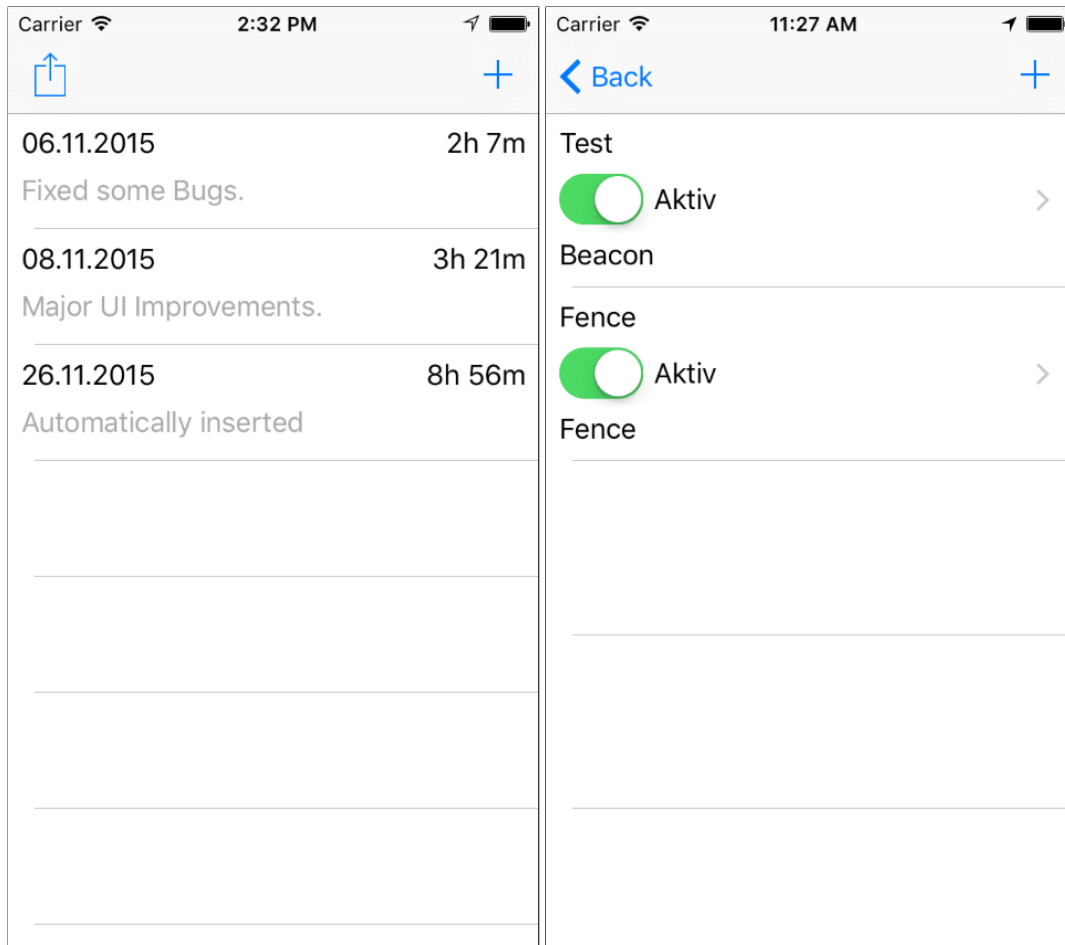 Carrier 2:32 PM
06.11.2015 2h 7m
Fixed some Bugs.
08.11.2015 3h 21m
Major UI Improvements.
26.11.2015 8h 56m
Automatically inserted
Carrier 11:27 AM
Back
Test
Aktiv
Beacon
Fence
Aktiv
Fence